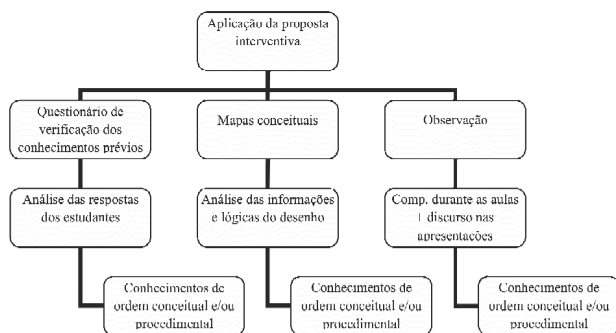 Aplicação da proposta
interventiva
Questionário de
verificação dos
conhecimentos prévios
Mapas conceituais
Observação
Análise das respostas
dos estudantes
Análise das informações
e lógicas do desenho
Comp. durante as aulas
+ discurso nas
apresentações
Conhecimentos de
ordem conceitual e/ou
procedimental
Conhecimentos de
ordem conceitual e/ou
procedimental
Conhecimentos de
ordem conceitual e/ou
procedimental